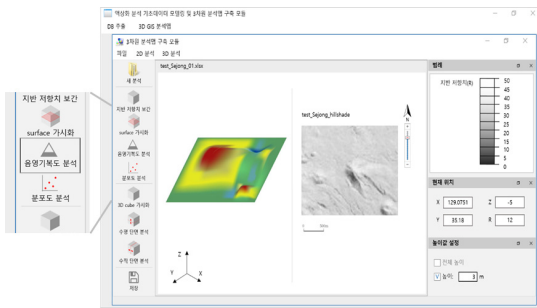 액상화 분석 기초데이터 모델링 및 3차원 분석맵 구축 모듈
DB 추출 3D GIS 분석맵
3차원 분석맵 구축 모듈
파일 2D 분석 3D 분석
새 분석
지반 저항치 보간
surface 가시화
음영기복도 분석
분포도 분석
3D cube 가시화
수평 단면 분석
수직 단면 분석
저장
지반 저항치 보간
surface 가시화
음영기복도 분석
분포도 분석
test_Sejong_01.xlsx
Z
Y
X
test_Sejong_hillshade
N
0
범례
지반 저항치(R)
50
45
40
35
30
25
20
15
10
5
0
현재 위치
X 129.0751 Z -5
Y 35.18 R 12
높이값 설정
전체 높이
높이: 3 m